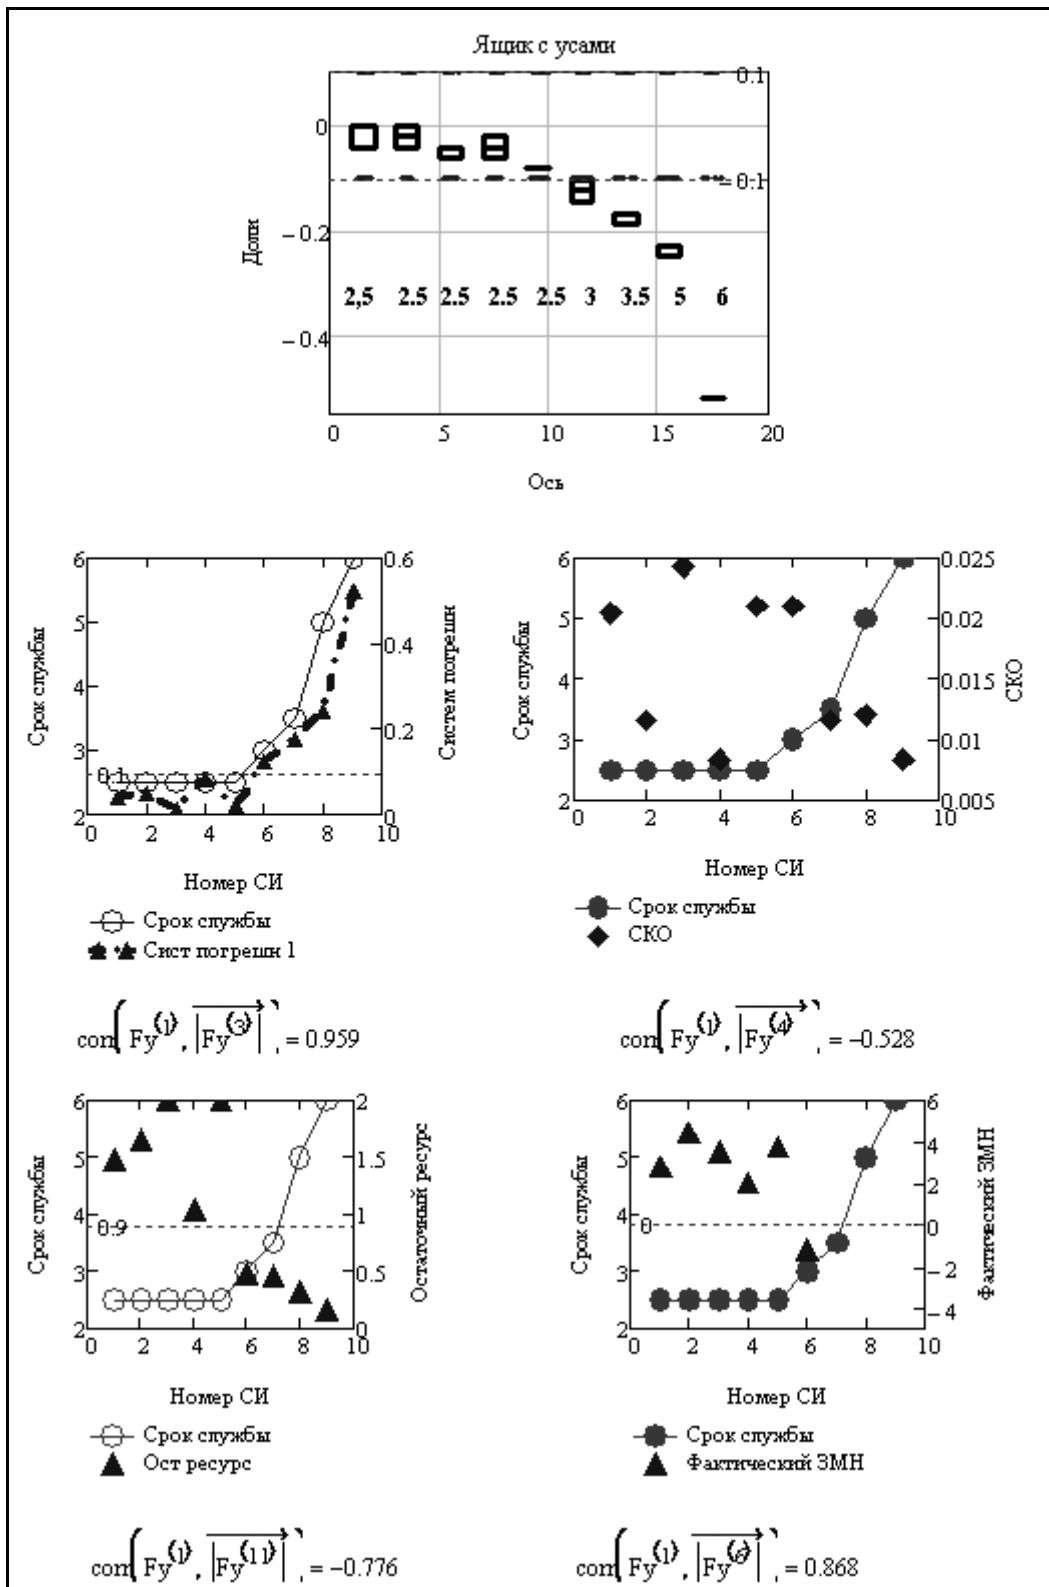 Ящик с усами
0.1
0
-0.1
-0.2
-0.4
Доли
2,5 2.5 2.5 2.5 2.5 3 3.5 5 6
0 5 10 15 20
Ось
6 0.6
5
0.4
4
0.2
3
0.1
2 0
0 2 4 6 8 10
Срок службы
Систем погрешн
Номер СИ
Срок службы
Сист погрешн 1
6 0.025
5 0.02
4 0.015
3 0.01
2 0.005
0 2 4 6 8 10
Срок службы
СКО
Номер СИ
Срок службы
СКО
corr(Fy(1), |Fy(3)|) = 0.959
corr(Fy(1), |Fy(4)|) = -0.528
6 2
5 1.5
4 1
0.9
3 0.5
2 0
0 2 4 6 8 10
Срок службы
Остаточный ресурс
Номер СИ
Срок службы
Ост ресурс
6 6
5 4
2
4 0
0
3 -2
-4
2
0 2 4 6 8 10
Срок службы
Фактический ЗМН
Номер СИ
Срок службы
Фактический ЗМН
corr(Fy(1), |Fy(11)|) = -0.776
corr(Fy(1), |Fy(6)|) = 0.868